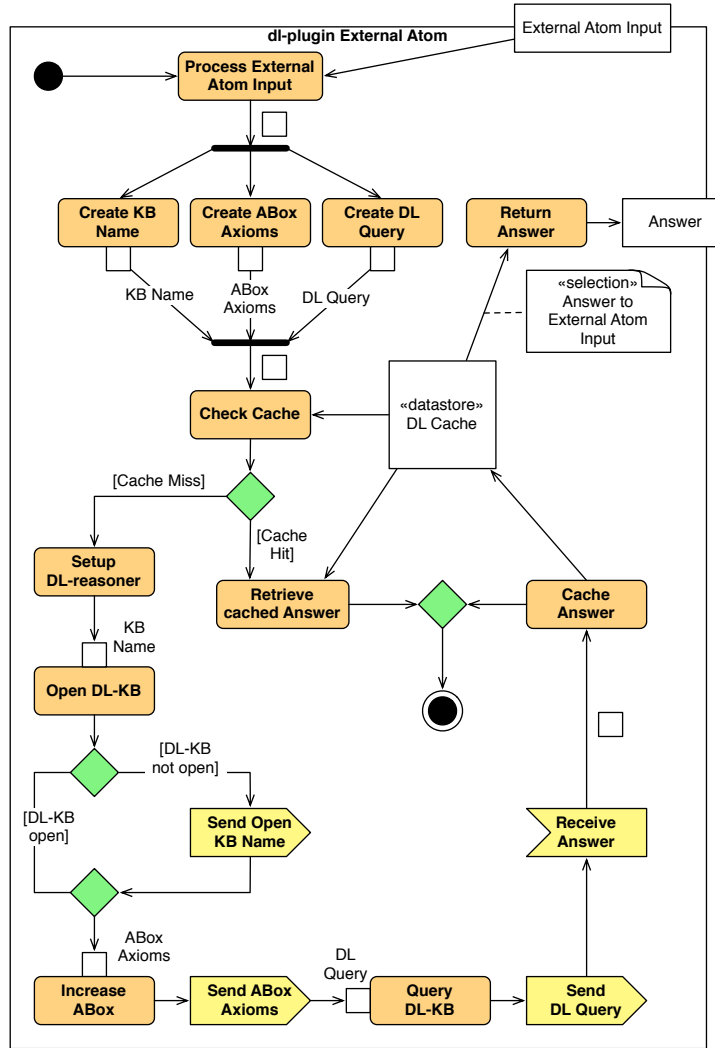 External Atom Input
dl-plugin External Atom
Process External
Atom Input
Create KB
Name
Create ABox
Axioms
Create DL
Query
Return
Answer
Answer
KB Name
ABox
Axioms
DL Query
«selection»
Answer to
External Atom
Input
Check Cache
«datastore»
DL Cache
[Cache Miss]
[Cache
Hit]
Setup
DL-reasoner
Retrieve
cached Answer
Cache
Answer
KB
Name
Open DL-KB
[DL-KB
not open]
[DL-KB
open]
Send Open
KB Name
Receive
Answer
ABox
Axioms
DL
Query
Increase
ABox
Send ABox
Axioms
Query
DL-KB
Send
DL Query